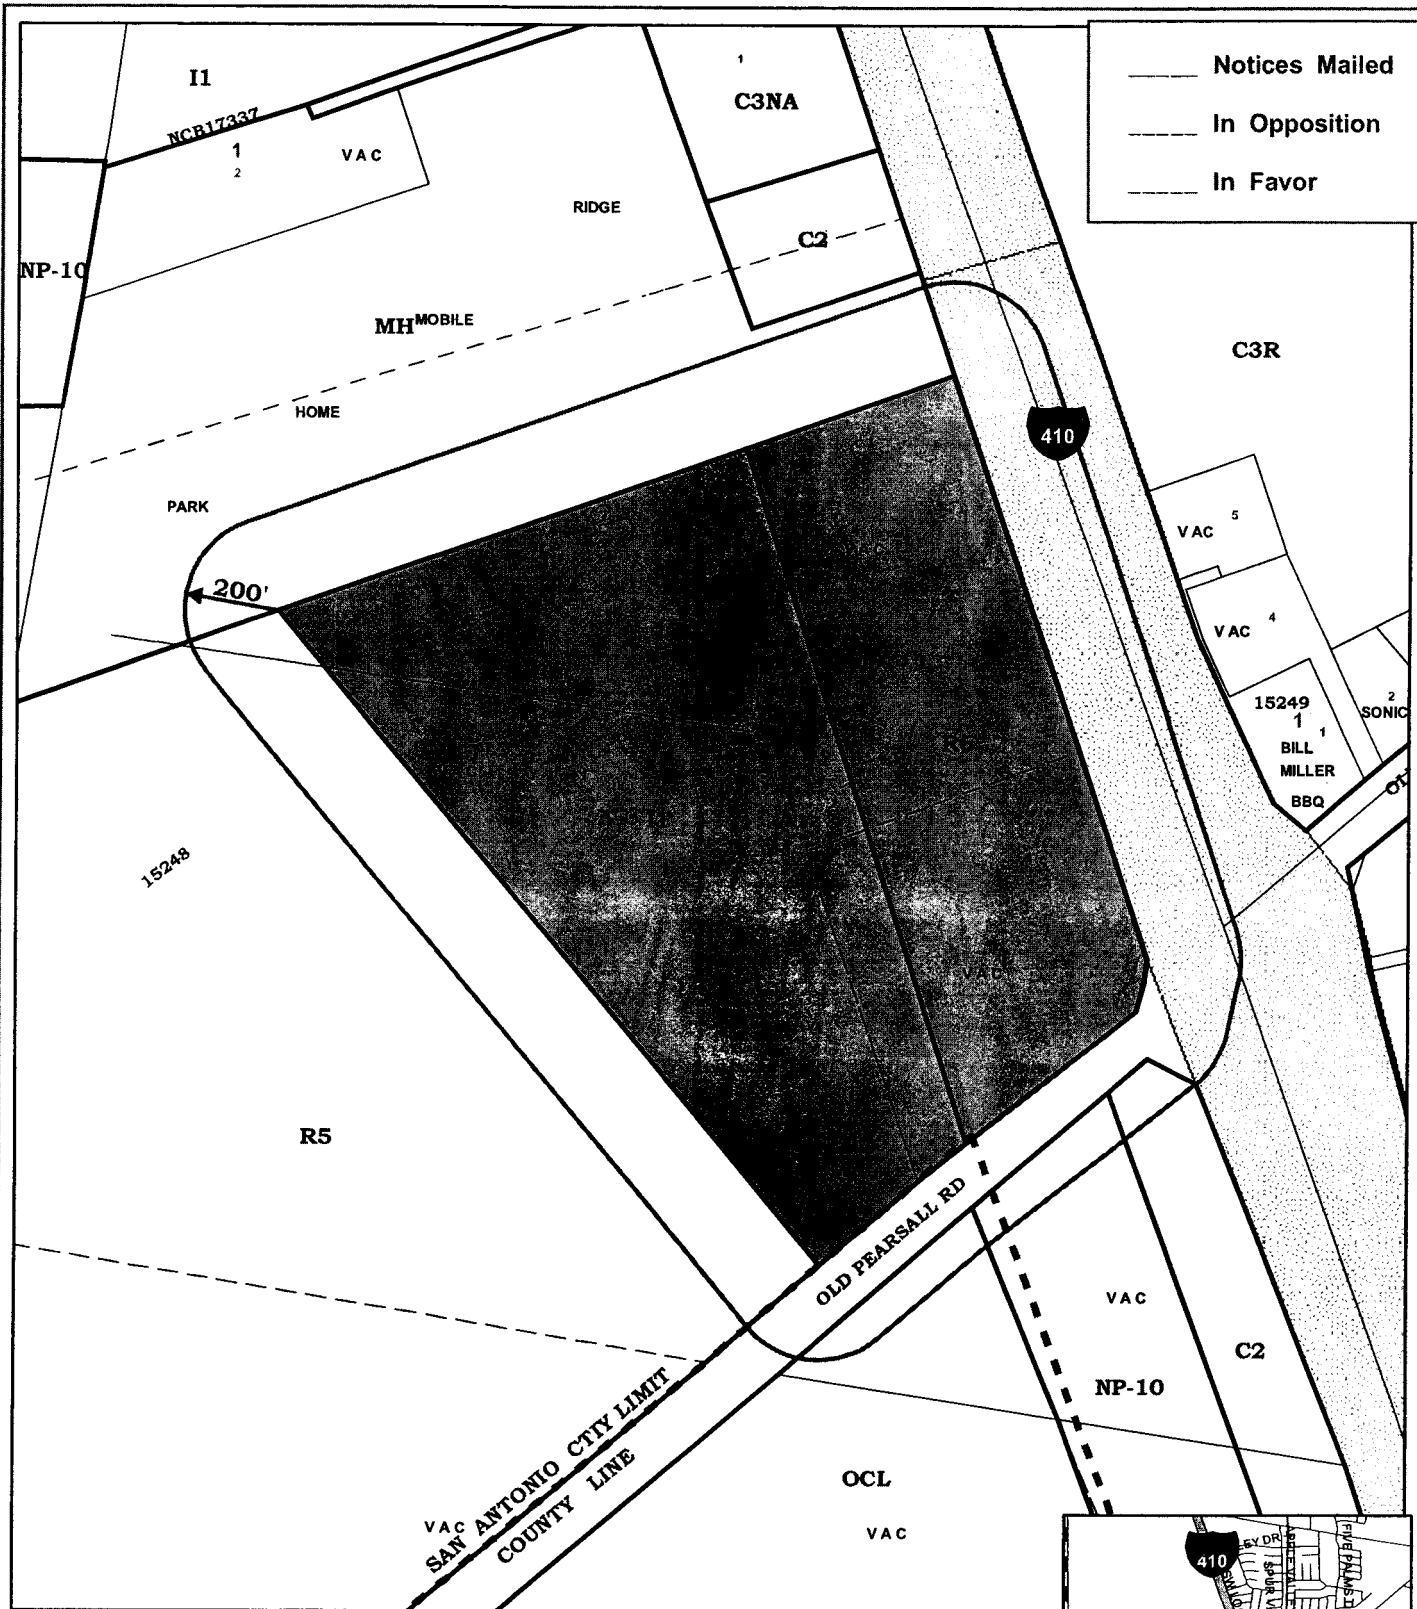 Notices Mailed
In Opposition
In Favor
I1
NCB17337
1
2
VAC
1
C3NA
RIDGE
C2
NP-10
MH
MOBILE
C3R
HOME
410
PARK
VAC
5
200'
VAC
4
15249
1
1
BILL
MILLER
BBQ
2
SONIC
15248
VAC
R5
OLD PEARSALL RD
VAC
C2
NP-10
SAN ANTONIO CTIY LIMIT
COUNTY LINE
VAC
OCL
VAC
410
EY DR